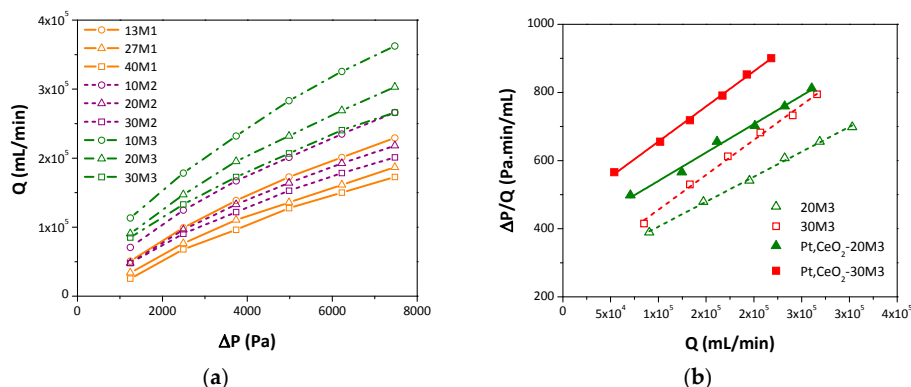 4x10⁵
3x10⁵
2x10⁵
1x10⁵
0
Q (mL/min)
13M1
27M1
40M1
10M2
20M2
30M2
10M3
20M3
30M3
0 2000 4000 6000 8000
ΔP (Pa)
(a)
1000
800
600
400
200
ΔP/Q (Pa.min/mL)
20M3
30M3
Pt,CeO₂-20M3
Pt,CeO₂-30M3
5x10⁴ 1x10⁵ 2x10⁵ 2x10⁵ 3x10⁵ 3x10⁵ 4x10⁵
Q (mL/min)
(b)